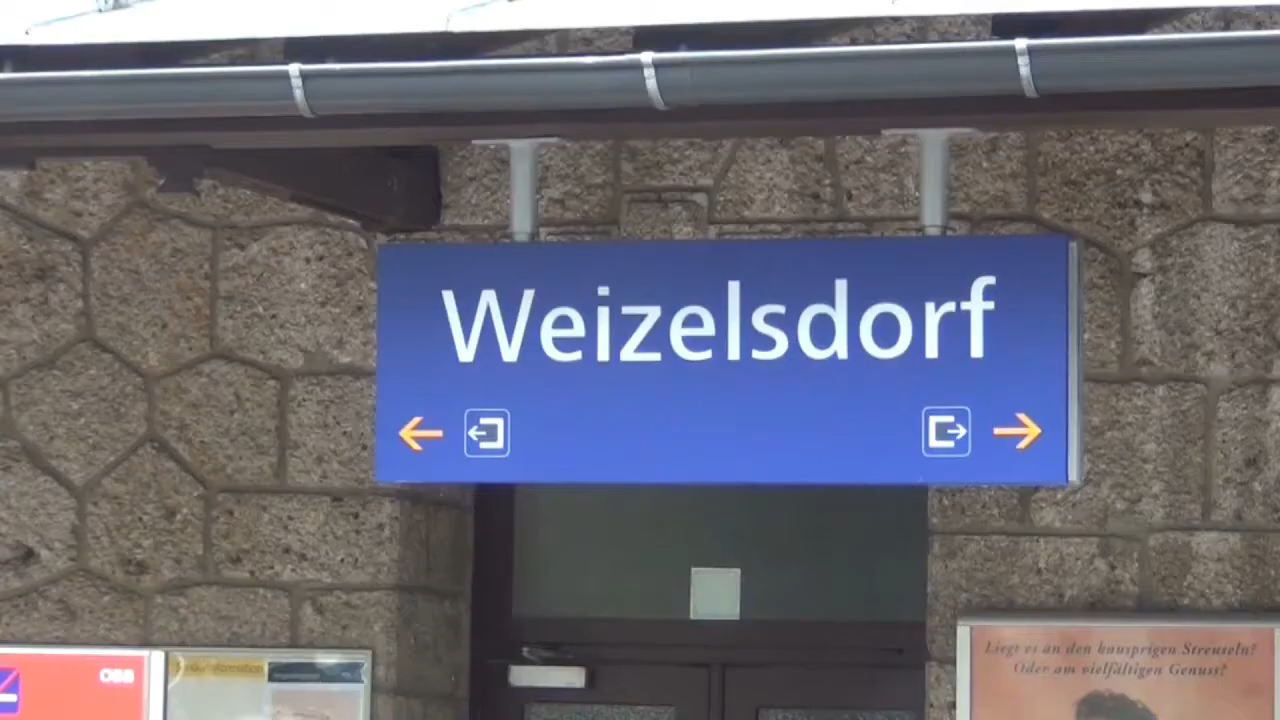 Weizelsdorf
ÖBB
Liegt es an den knusprigen Streuseln?
Oder am vielfältigen Genuss?